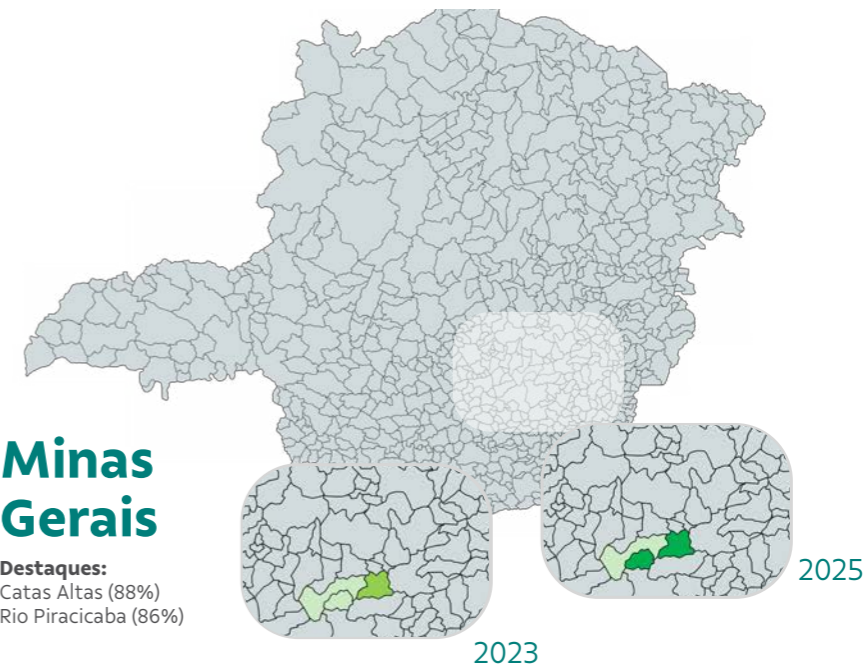 Minas
Gerais
Destaques:
Catas Altas (88%)
Rio Piracicaba (86%)
2023
2025